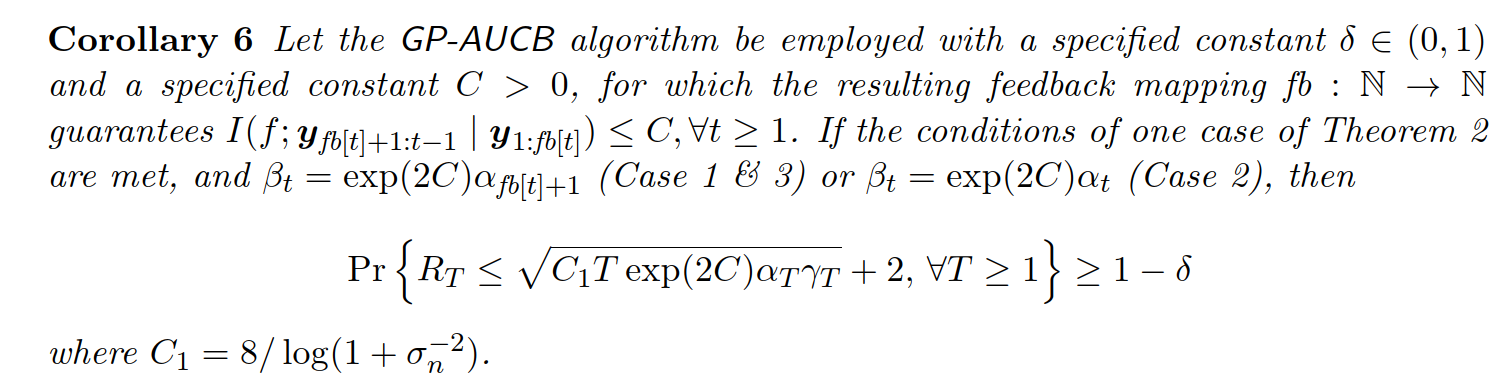 Corollary 6 Let the GP-AUCB algorithm be employed with a specified constant δ ∈ (0, 1)
and a specified constant C > 0, for which the resulting feedback mapping fb : ℕ → ℕ
guarantees I(f; y_{fb[t]+1:t−1} | y_{1:fb[t]}) ≤ C, ∀t ≥ 1. If the conditions of one case of Theorem 2
are met, and β_t = exp(2C)α_{fb[t]+1} (Case 1 & 3) or β_t = exp(2C)α_t (Case 2), then
Pr { R_T ≤ √(C_1 T exp(2C)α_T γ_T) + 2, ∀T ≥ 1 } ≥ 1 − δ
where C_1 = 8/ log(1 + σ_n^{−2}).